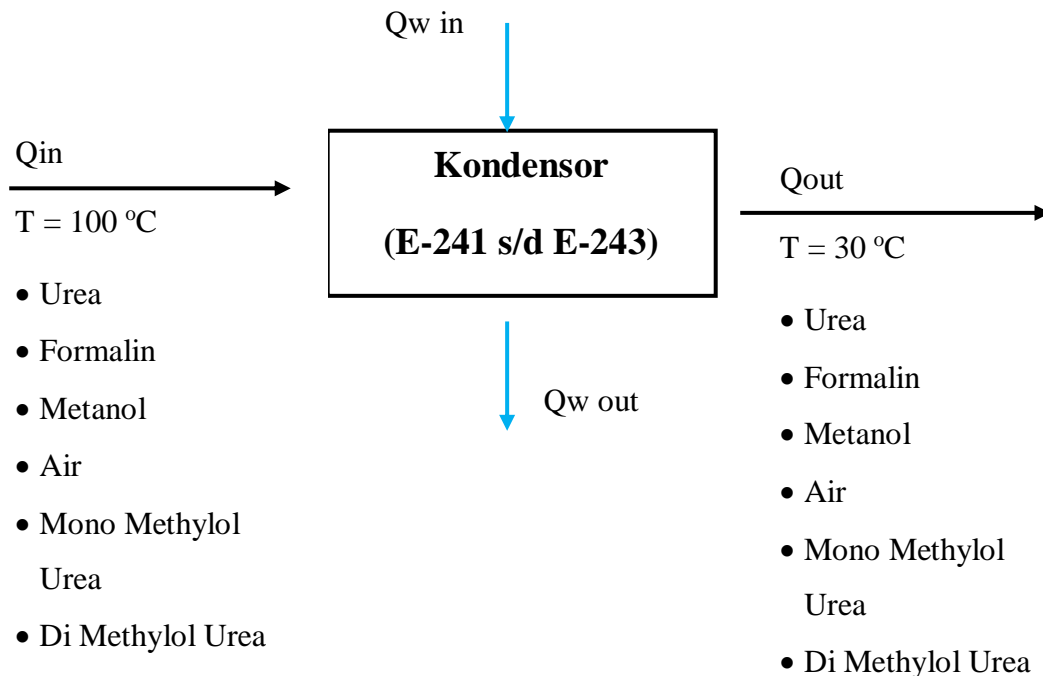 Qw in
Qin
T = 100 ºC
• Urea
• Formalin
• Metanol
• Air
• Mono Methylol
Urea
• Di Methylol Urea
Kondensor
(E-241 s/d E-243)
Qw out
Qout
T = 30 ºC
• Urea
• Formalin
• Metanol
• Air
• Mono Methylol
Urea
• Di Methylol Urea